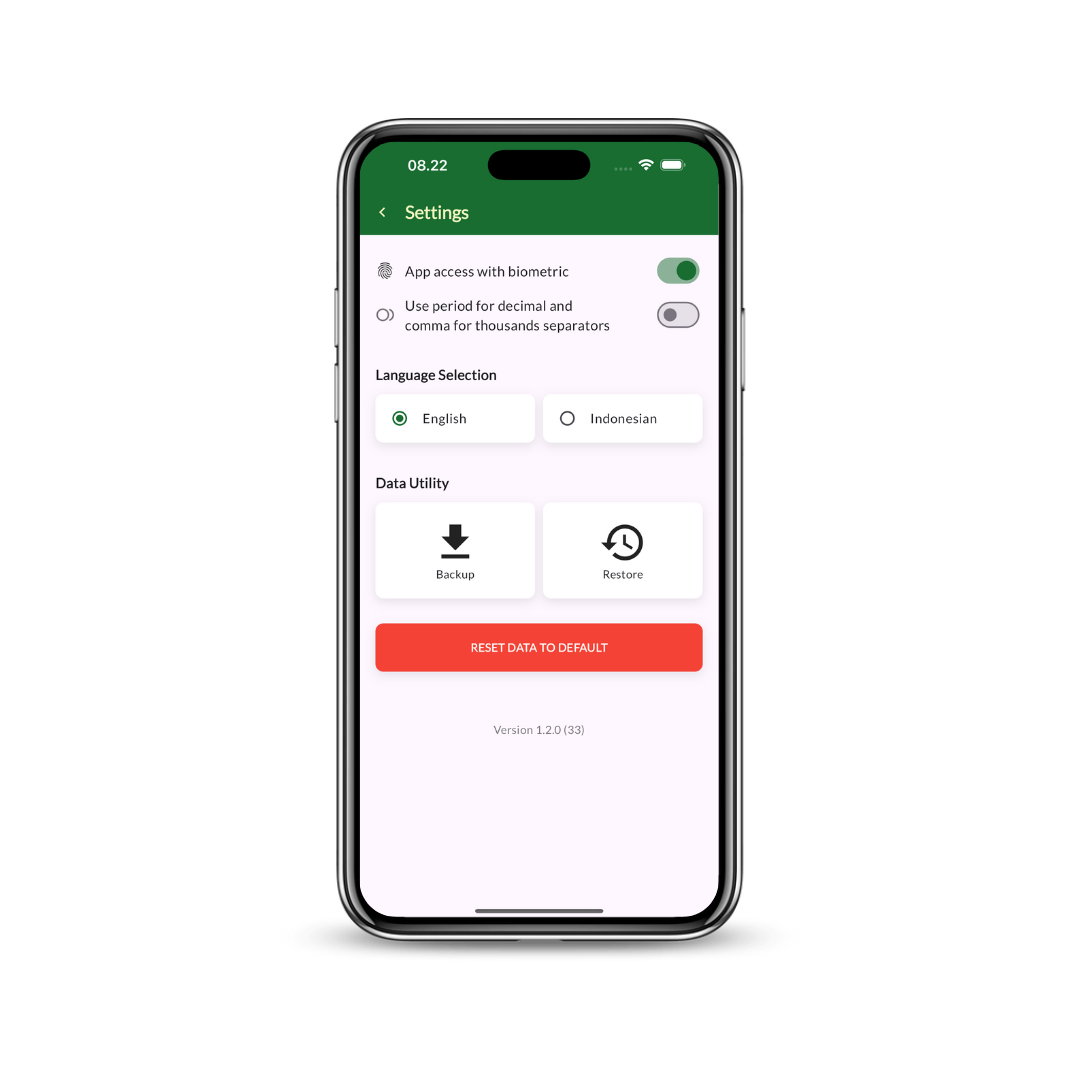 08.22
Settings
App access with biometric
Use period for decimal and
comma for thousands separators
Language Selection
English
Indonesian
Data Utility
Backup
Restore
RESET DATA TO DEFAULT
Version 1.2.0 (33)